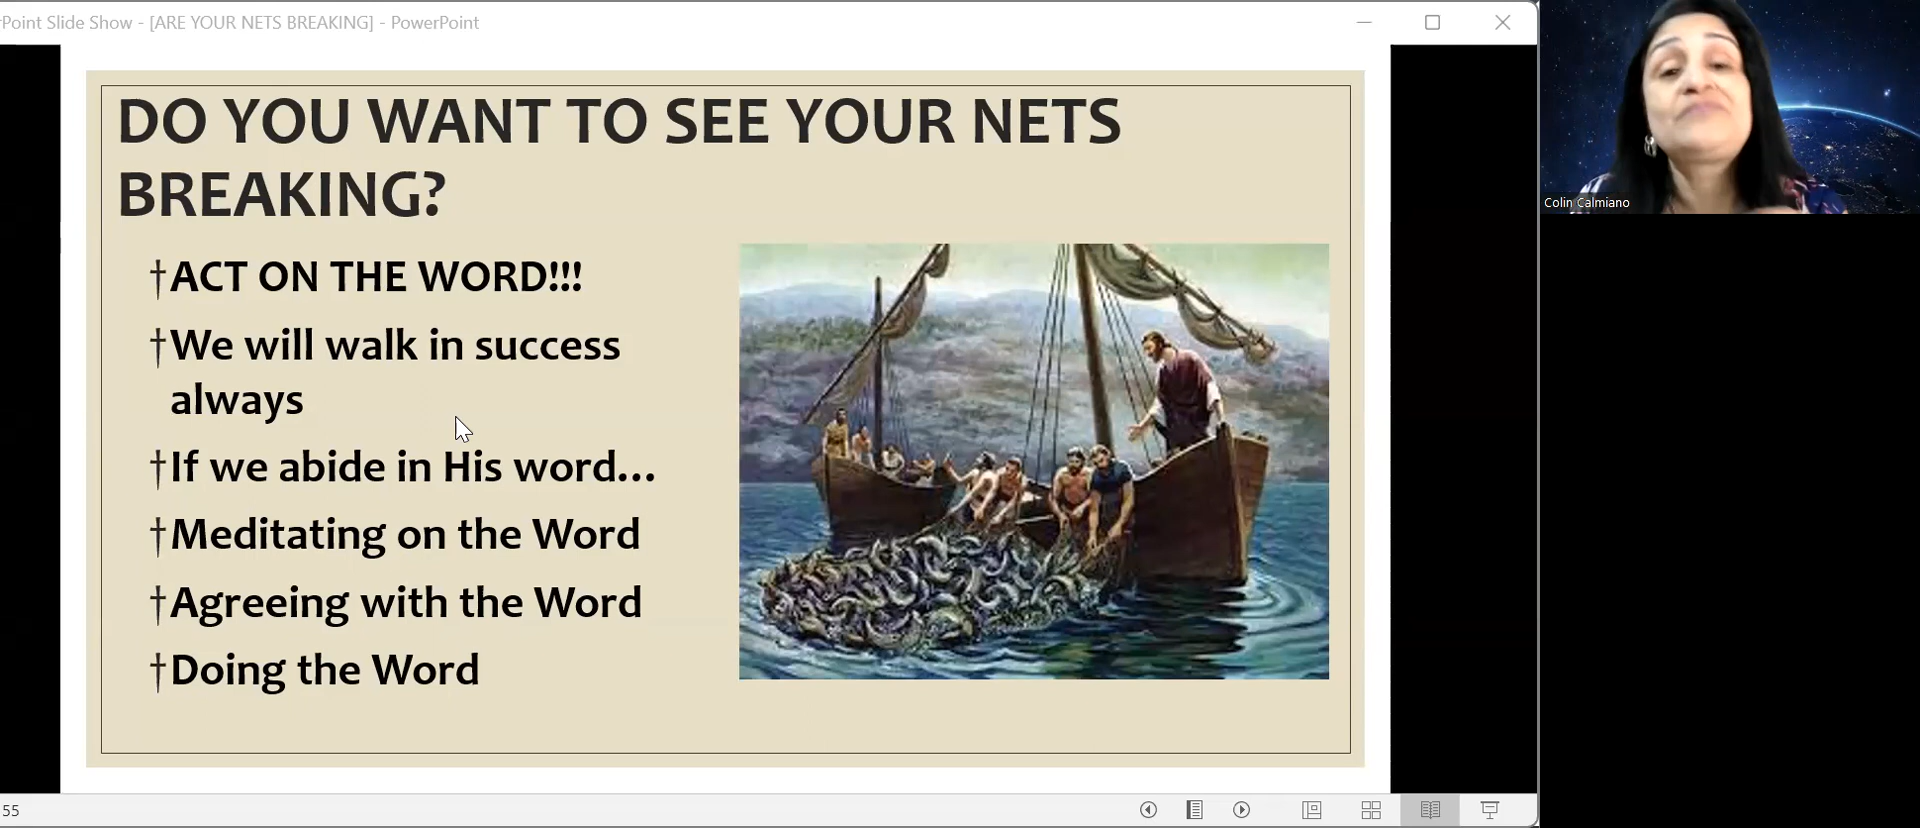 Point Slide Show - [ARE YOUR NETS BREAKING] - PowerPoint
DO YOU WANT TO SEE YOUR NETS
BREAKING?
†ACT ON THE WORD!!!
†We will walk in success
always
†If we abide in His word...
†Meditating on the Word
†Agreeing with the Word
†Doing the Word
Colin Calmiano
55